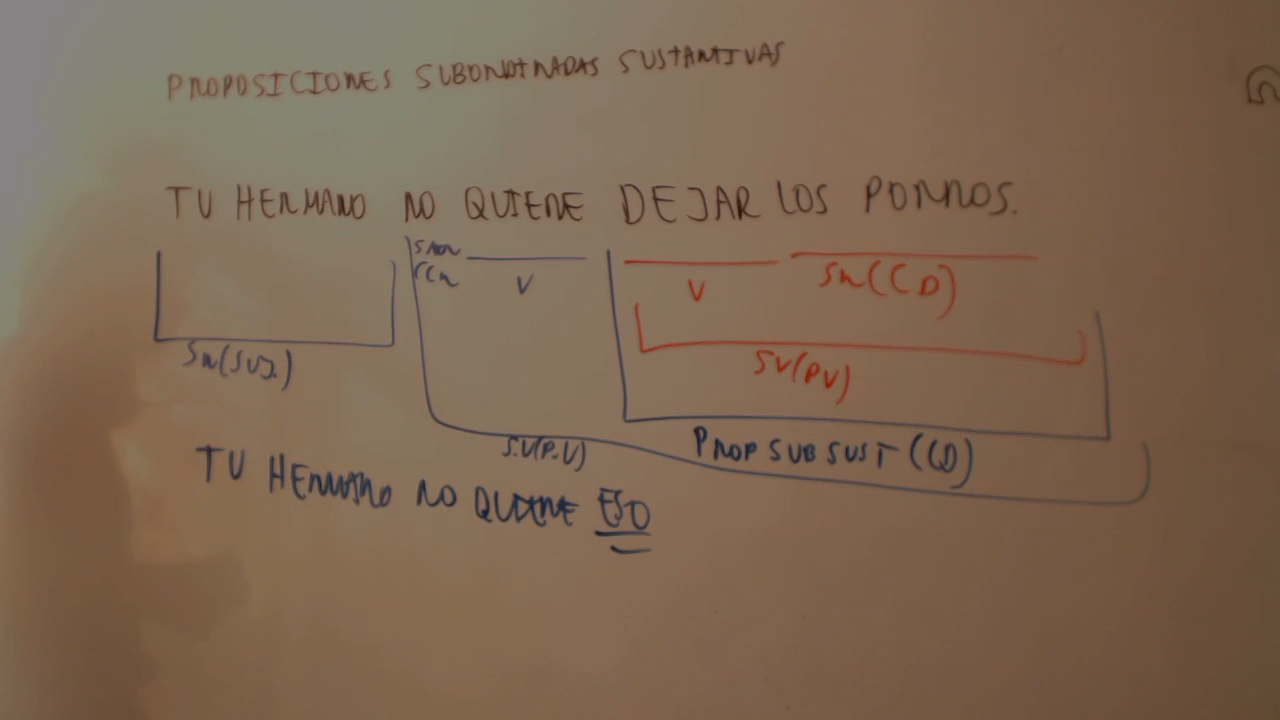 PROPOSICIONES SUBORDINADAS SUSTANTIVAS
TU HERMANO NO QUIERE DEJAR LOS PORROS.
V V SN(CD)
SN(SUJ) SV(PV)
S.V(P.V) PROP SUB SUST (CD)
TU HERMANO NO QUIERE ESO